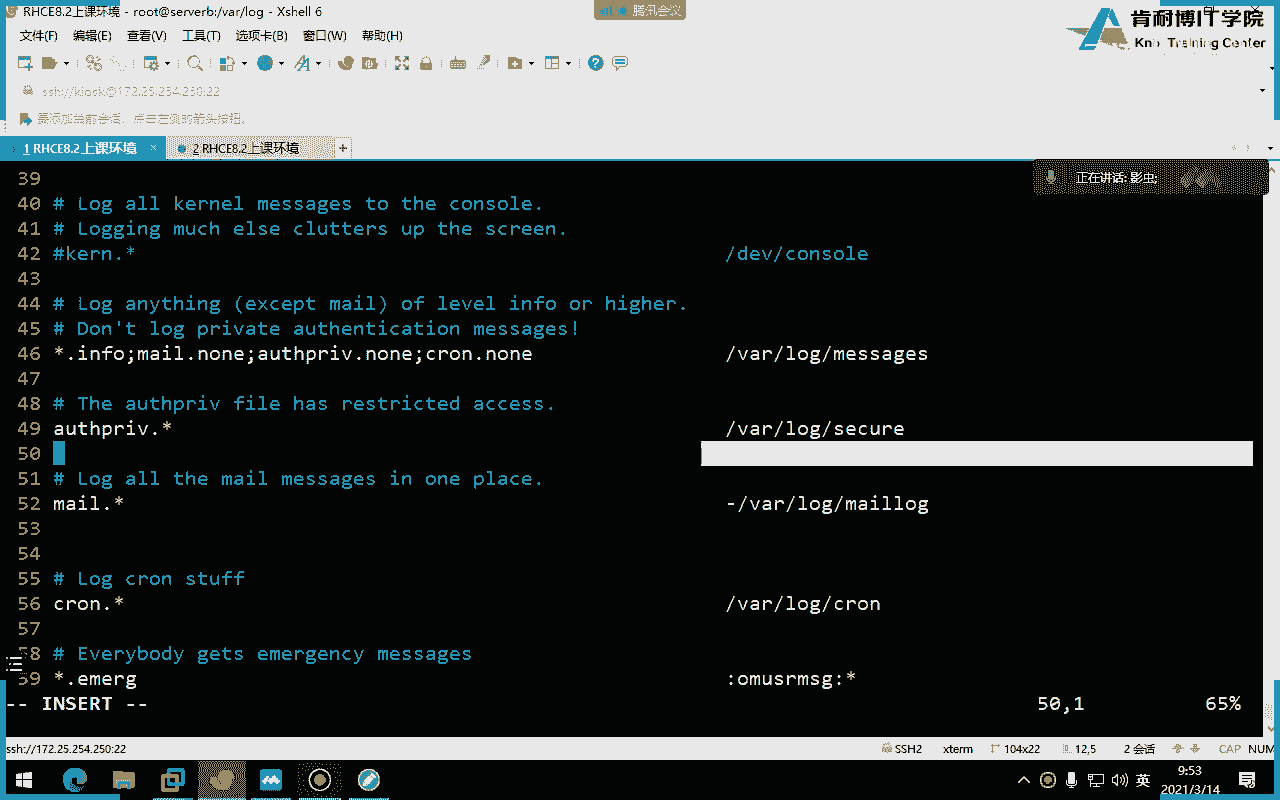 RHCE8.2上课环境 - root@serverb:/var/log - Xshell 6
腾讯会议
肯耐博IT学院
Training Center
文件(F) 编辑(E) 查看(V) 工具(T) 选项卡(B) 窗口(W) 帮助(H)
ssh://kiosk@172.25.254.250:22
要添加当前会话，点击左侧的箭头按钮。
1 RHCE8.2上课环境 × 2 RHCE8.2上课环境 +
正在讲话: 影虫;
39
40 # Log all kernel messages to the console.
41 # Logging much else clutters up the screen.
42 #kern.* /dev/console
43
44 # Log anything (except mail) of level info or higher.
45 # Don't log private authentication messages!
46 *.info;mail.none;authpriv.none;cron.none /var/log/messages
47
48 # The authpriv file has restricted access.
49 authpriv.* /var/log/secure
50
51 # Log all the mail messages in one place.
52 mail.* -/var/log/maillog
53
54
55 # Log cron stuff
56 cron.* /var/log/cron
57
58 # Everybody gets emergency messages
59 *.emerg :omusrmsg:*
-- INSERT -- 50,1 65%
ssh://172.25.254.250:22 SSH2 xterm 104x22 12,5 2 会话 CAP NUM
英 9:53
2021/3/14